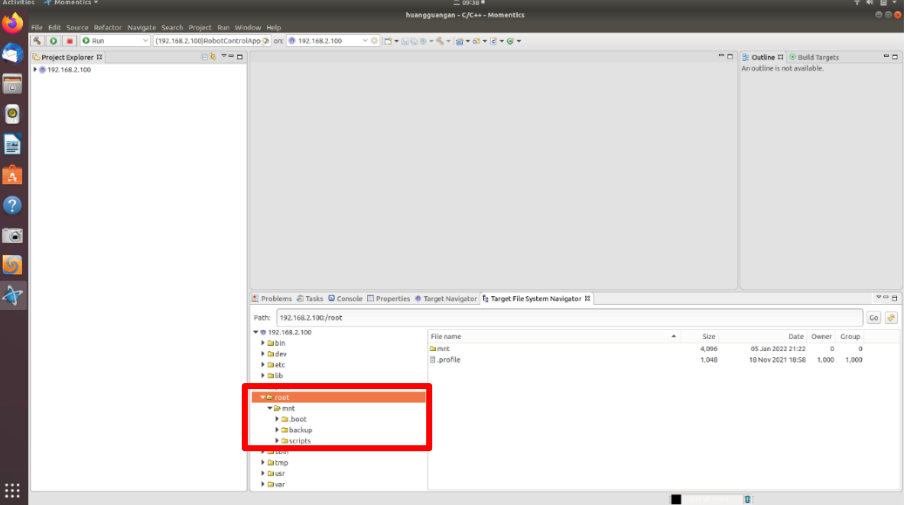 Activities Momentics 09:38
huangguangan - C/C++ - Momentics
File Edit Source Refactor Navigate Search Project Run Window Help
Run [192.168.2.100]RobotControlApp on: 192.168.2.100
Project Explorer
192.168.2.100
Outline Build Targets
An outline is not available.
Problems Tasks Console Properties Target Navigator Target File System Navigator
Path: 192.168.2.100:/root Go
192.168.2.100
bin
dev
etc
lib
root
mnt
.boot
backup
scripts
sbin
tmp
usr
var
File name Size Date Owner Group
mnt 4,096 05 Jan 2022 21:22 0 0
.profile 1,048 18 Nov 2021 18:58 1,000 1,000